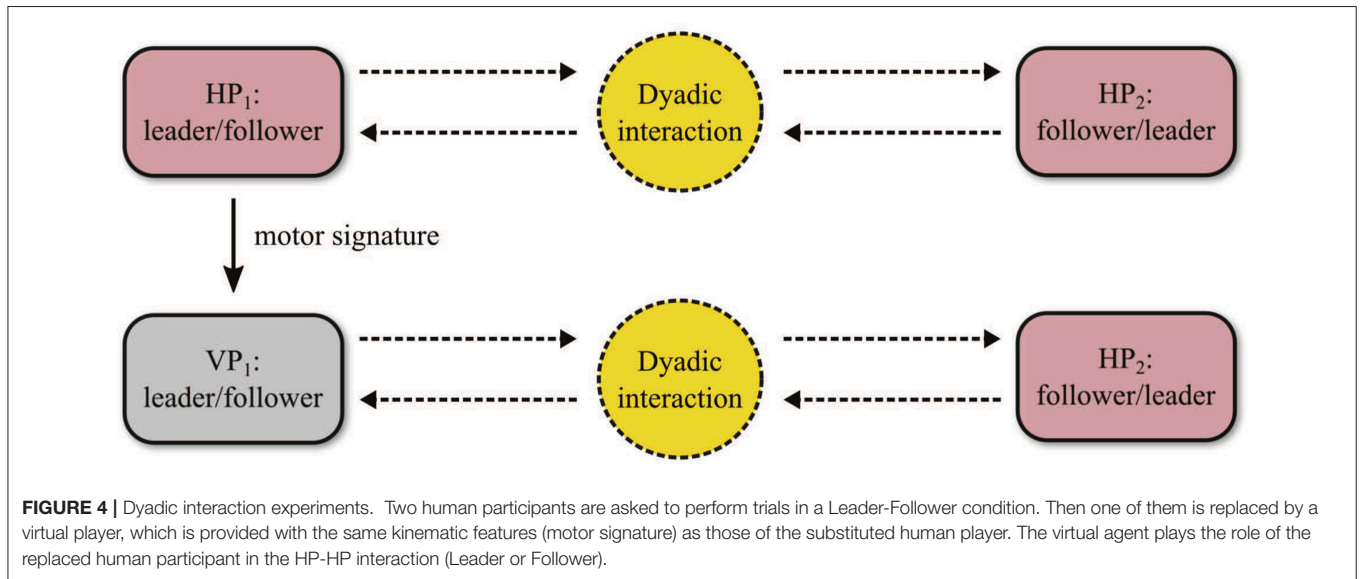 HP₁:
leader/follower
Dyadic
interaction
HP₂:
follower/leader
motor signature
VP₁:
leader/follower
Dyadic
interaction
HP₂:
follower/leader
FIGURE 4 | Dyadic interaction experiments. Two human participants are asked to perform trials in a Leader-Follower condition. Then one of them is replaced by a
virtual player, which is provided with the same kinematic features (motor signature) as those of the substituted human player. The virtual agent plays the role of the
replaced human participant in the HP-HP interaction (Leader or Follower).